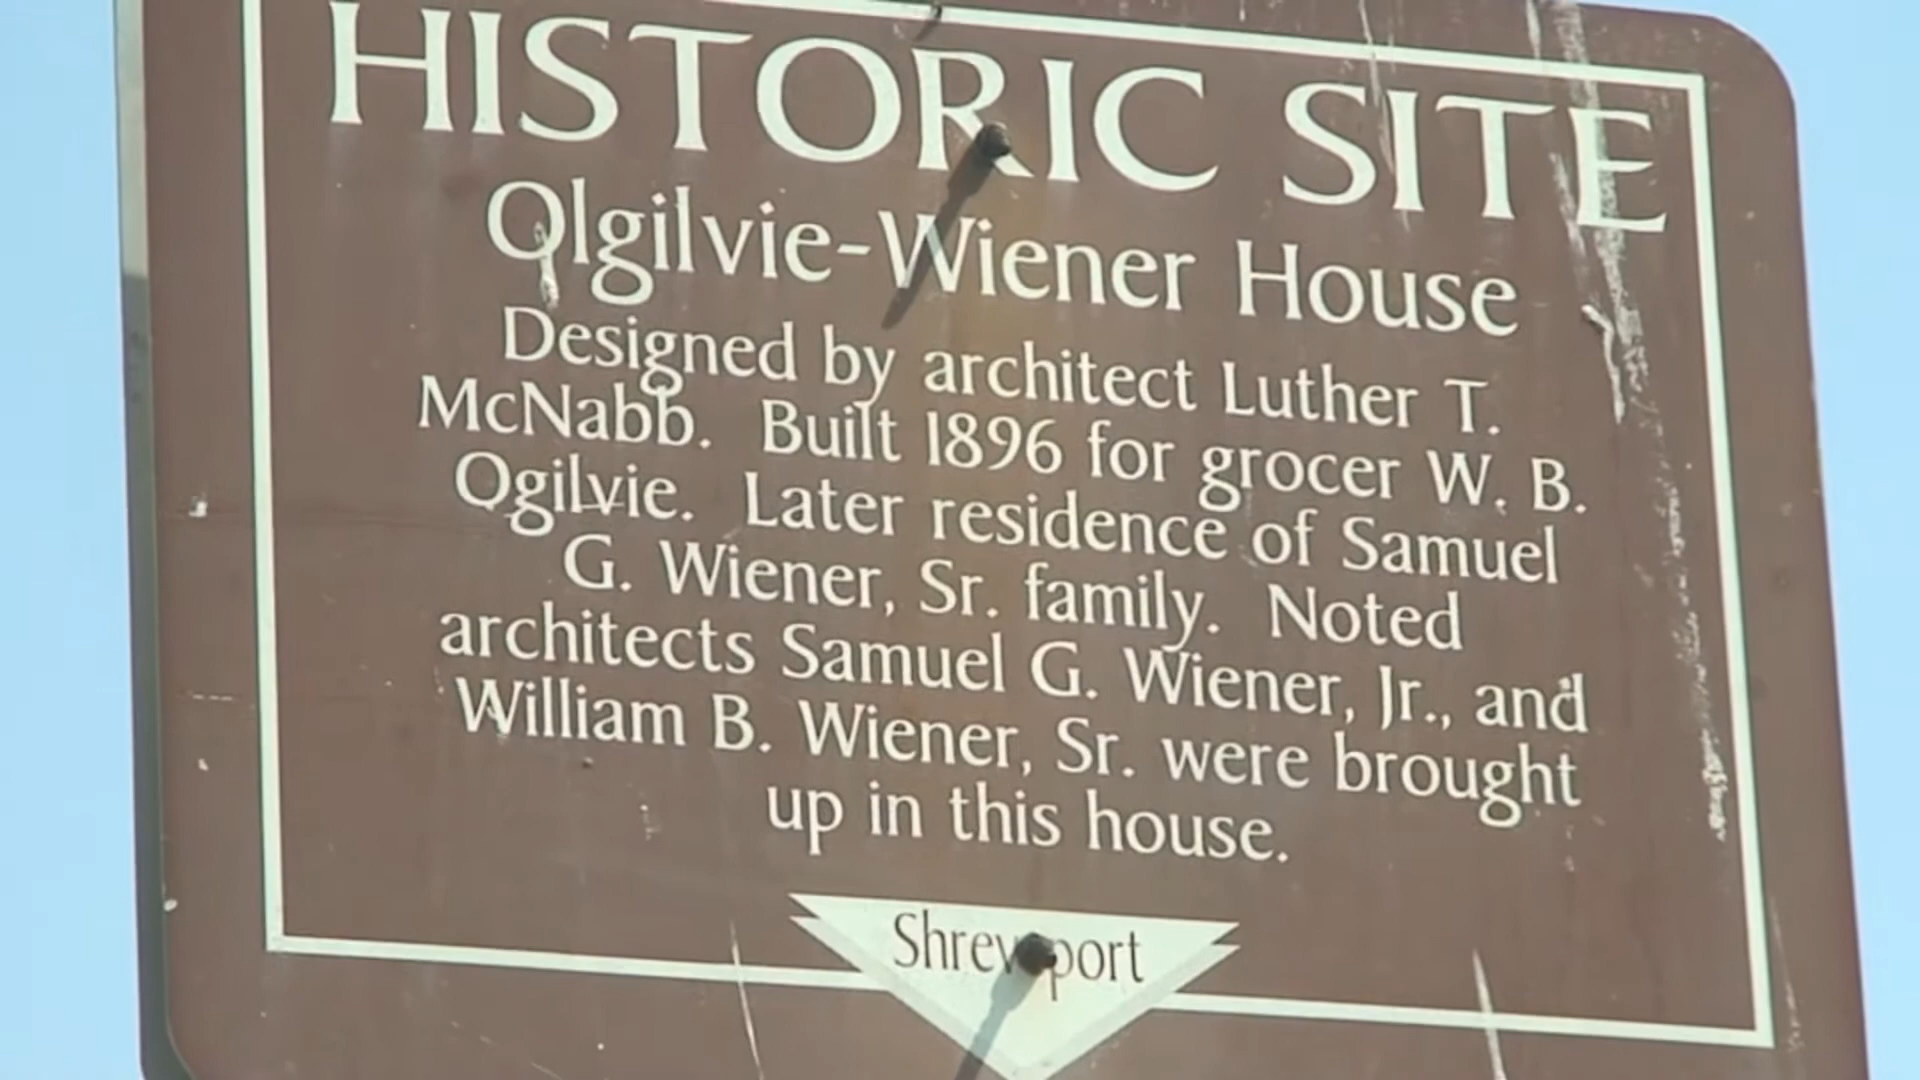 HISTORIC SITE
Olgilvie-Wiener House
Designed by architect Luther T.
McNabb. Built 1896 for grocer W. B.
Ogilvie. Later residence of Samuel
G. Wiener, Sr. family. Noted
architects Samuel G. Wiener, Jr., and
William B. Wiener, Sr. were brought
up in this house.
Shreveport